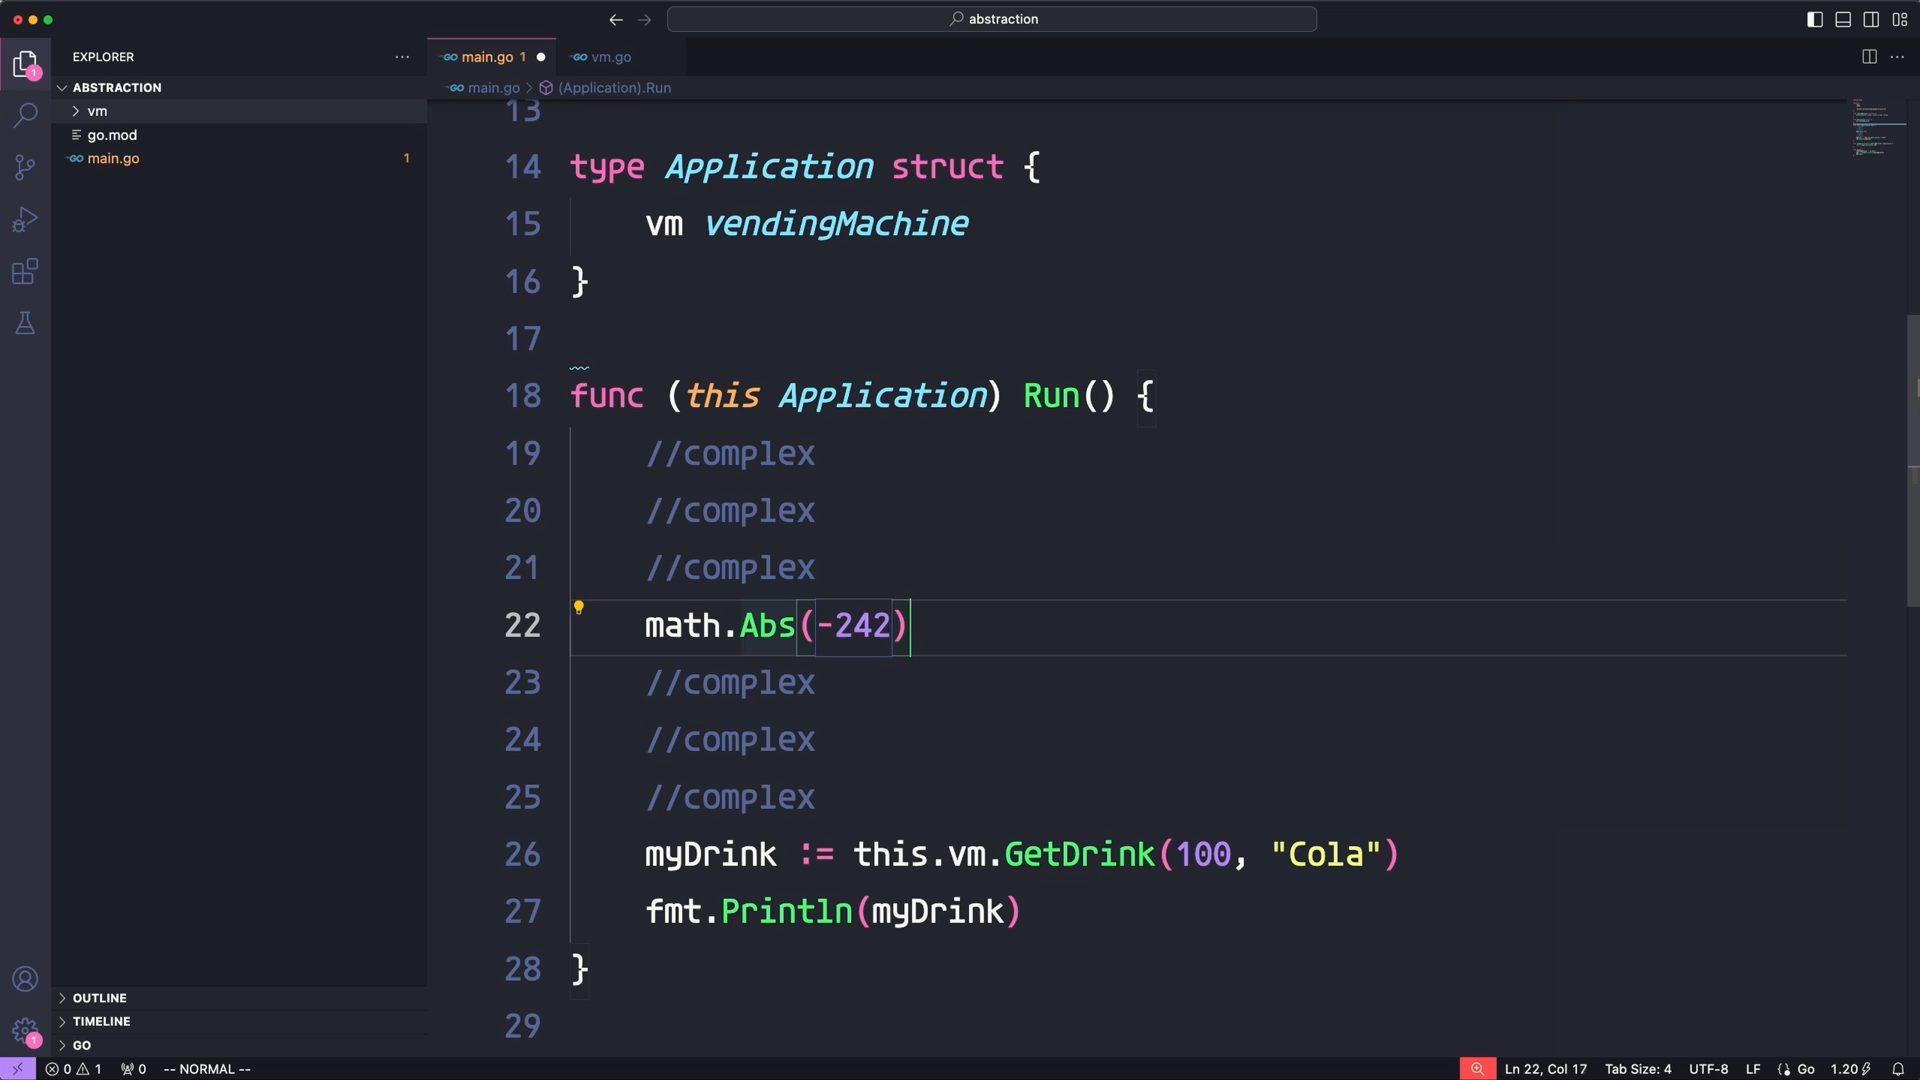 abstraction
EXPLORER
main.go 1
vm.go
ABSTRACTION
main.go > (Application).Run
vm
go.mod
main.go 1
13
14 type Application struct {
15 vm vendingMachine
16 }
17
18 func (this Application) Run() {
19 //complex
20 //complex
21 //complex
22 math.Abs(-242)
23 //complex
24 //complex
25 //complex
26 myDrink := this.vm.GetDrink(100, "Cola")
27 fmt.Println(myDrink)
28 }
29
1
1
OUTLINE
TIMELINE
GO
0 1 0 -- NORMAL -- Ln 22, Col 17 Tab Size: 4 UTF-8 LF Go 1.20